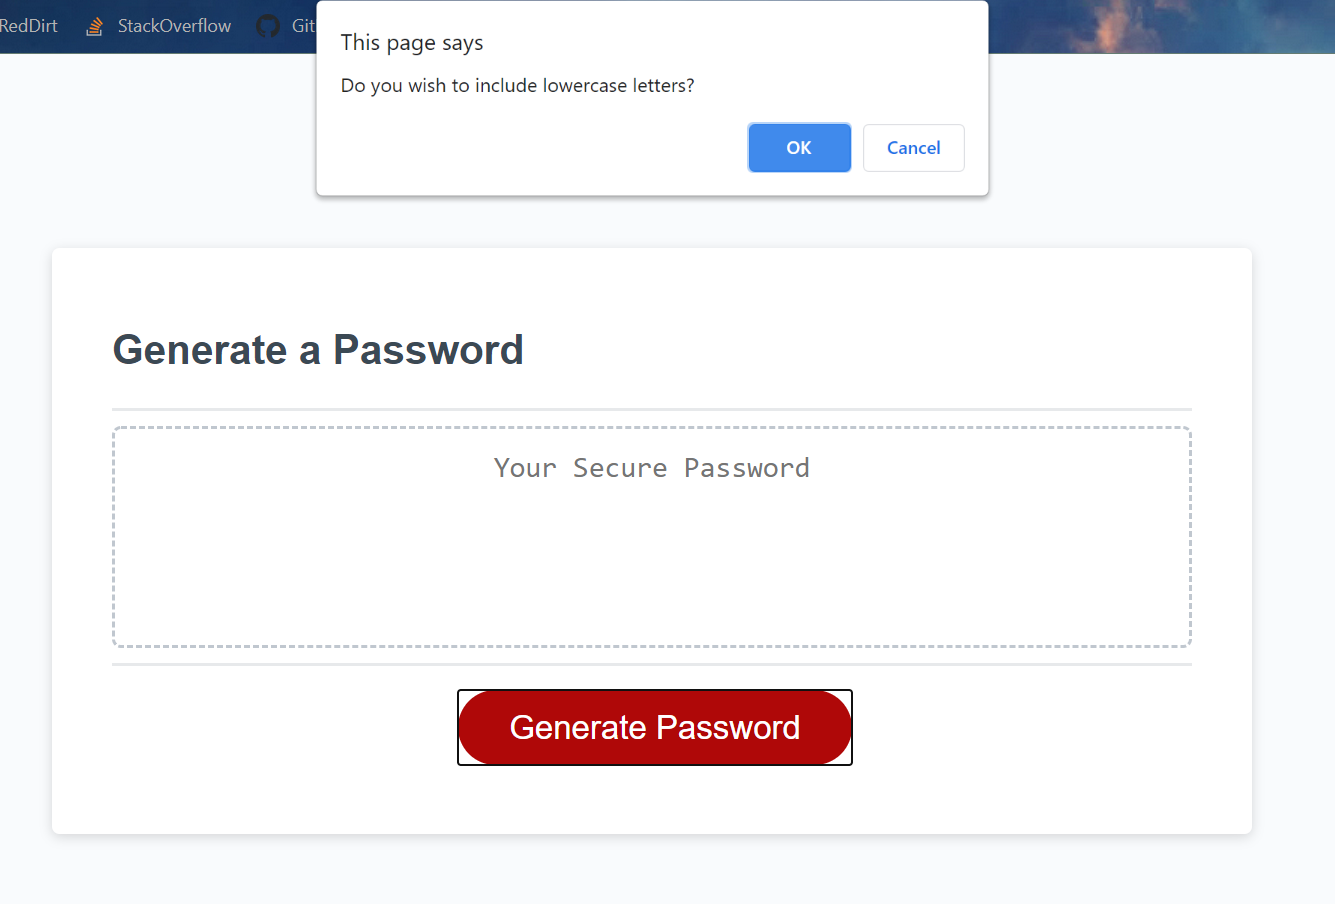 RedDirt StackOverflow Git
This page says
Do you wish to include lowercase letters?
OK Cancel
Generate a Password
Your Secure Password
Generate Password